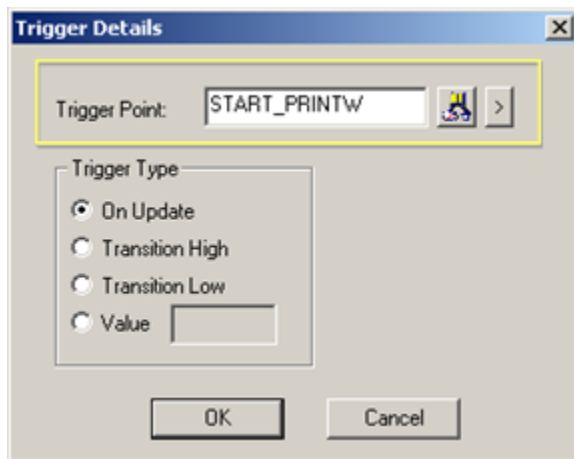 Trigger Details
Trigger Point: START_PRINTW >
Trigger Type
On Update
Transition High
Transition Low
Value
OK Cancel